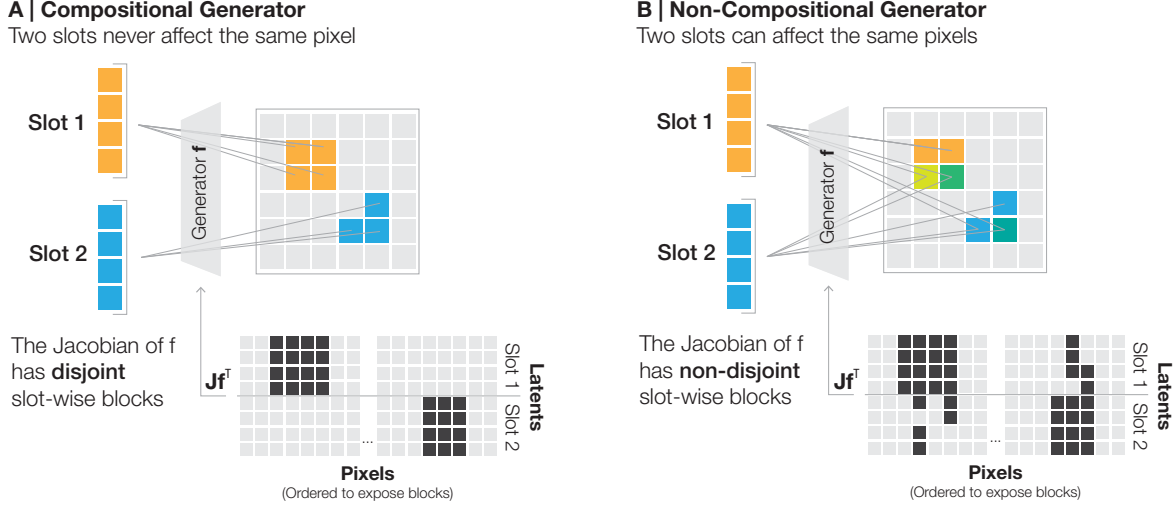 A | Compositional Generator
Two slots never affect the same pixel
Slot 1
Slot 2
Generator f
The Jacobian of f
has disjoint
slot-wise blocks
Jfᵀ
...
Slot 1
Slot 2
Latents
Pixels
(Ordered to expose blocks)
B | Non-Compositional Generator
Two slots can affect the same pixels
Slot 1
Slot 2
Generator f
The Jacobian of f
has non-disjoint
slot-wise blocks
Jfᵀ
...
Slot 1
Slot 2
Latents
Pixels
(Ordered to expose blocks)